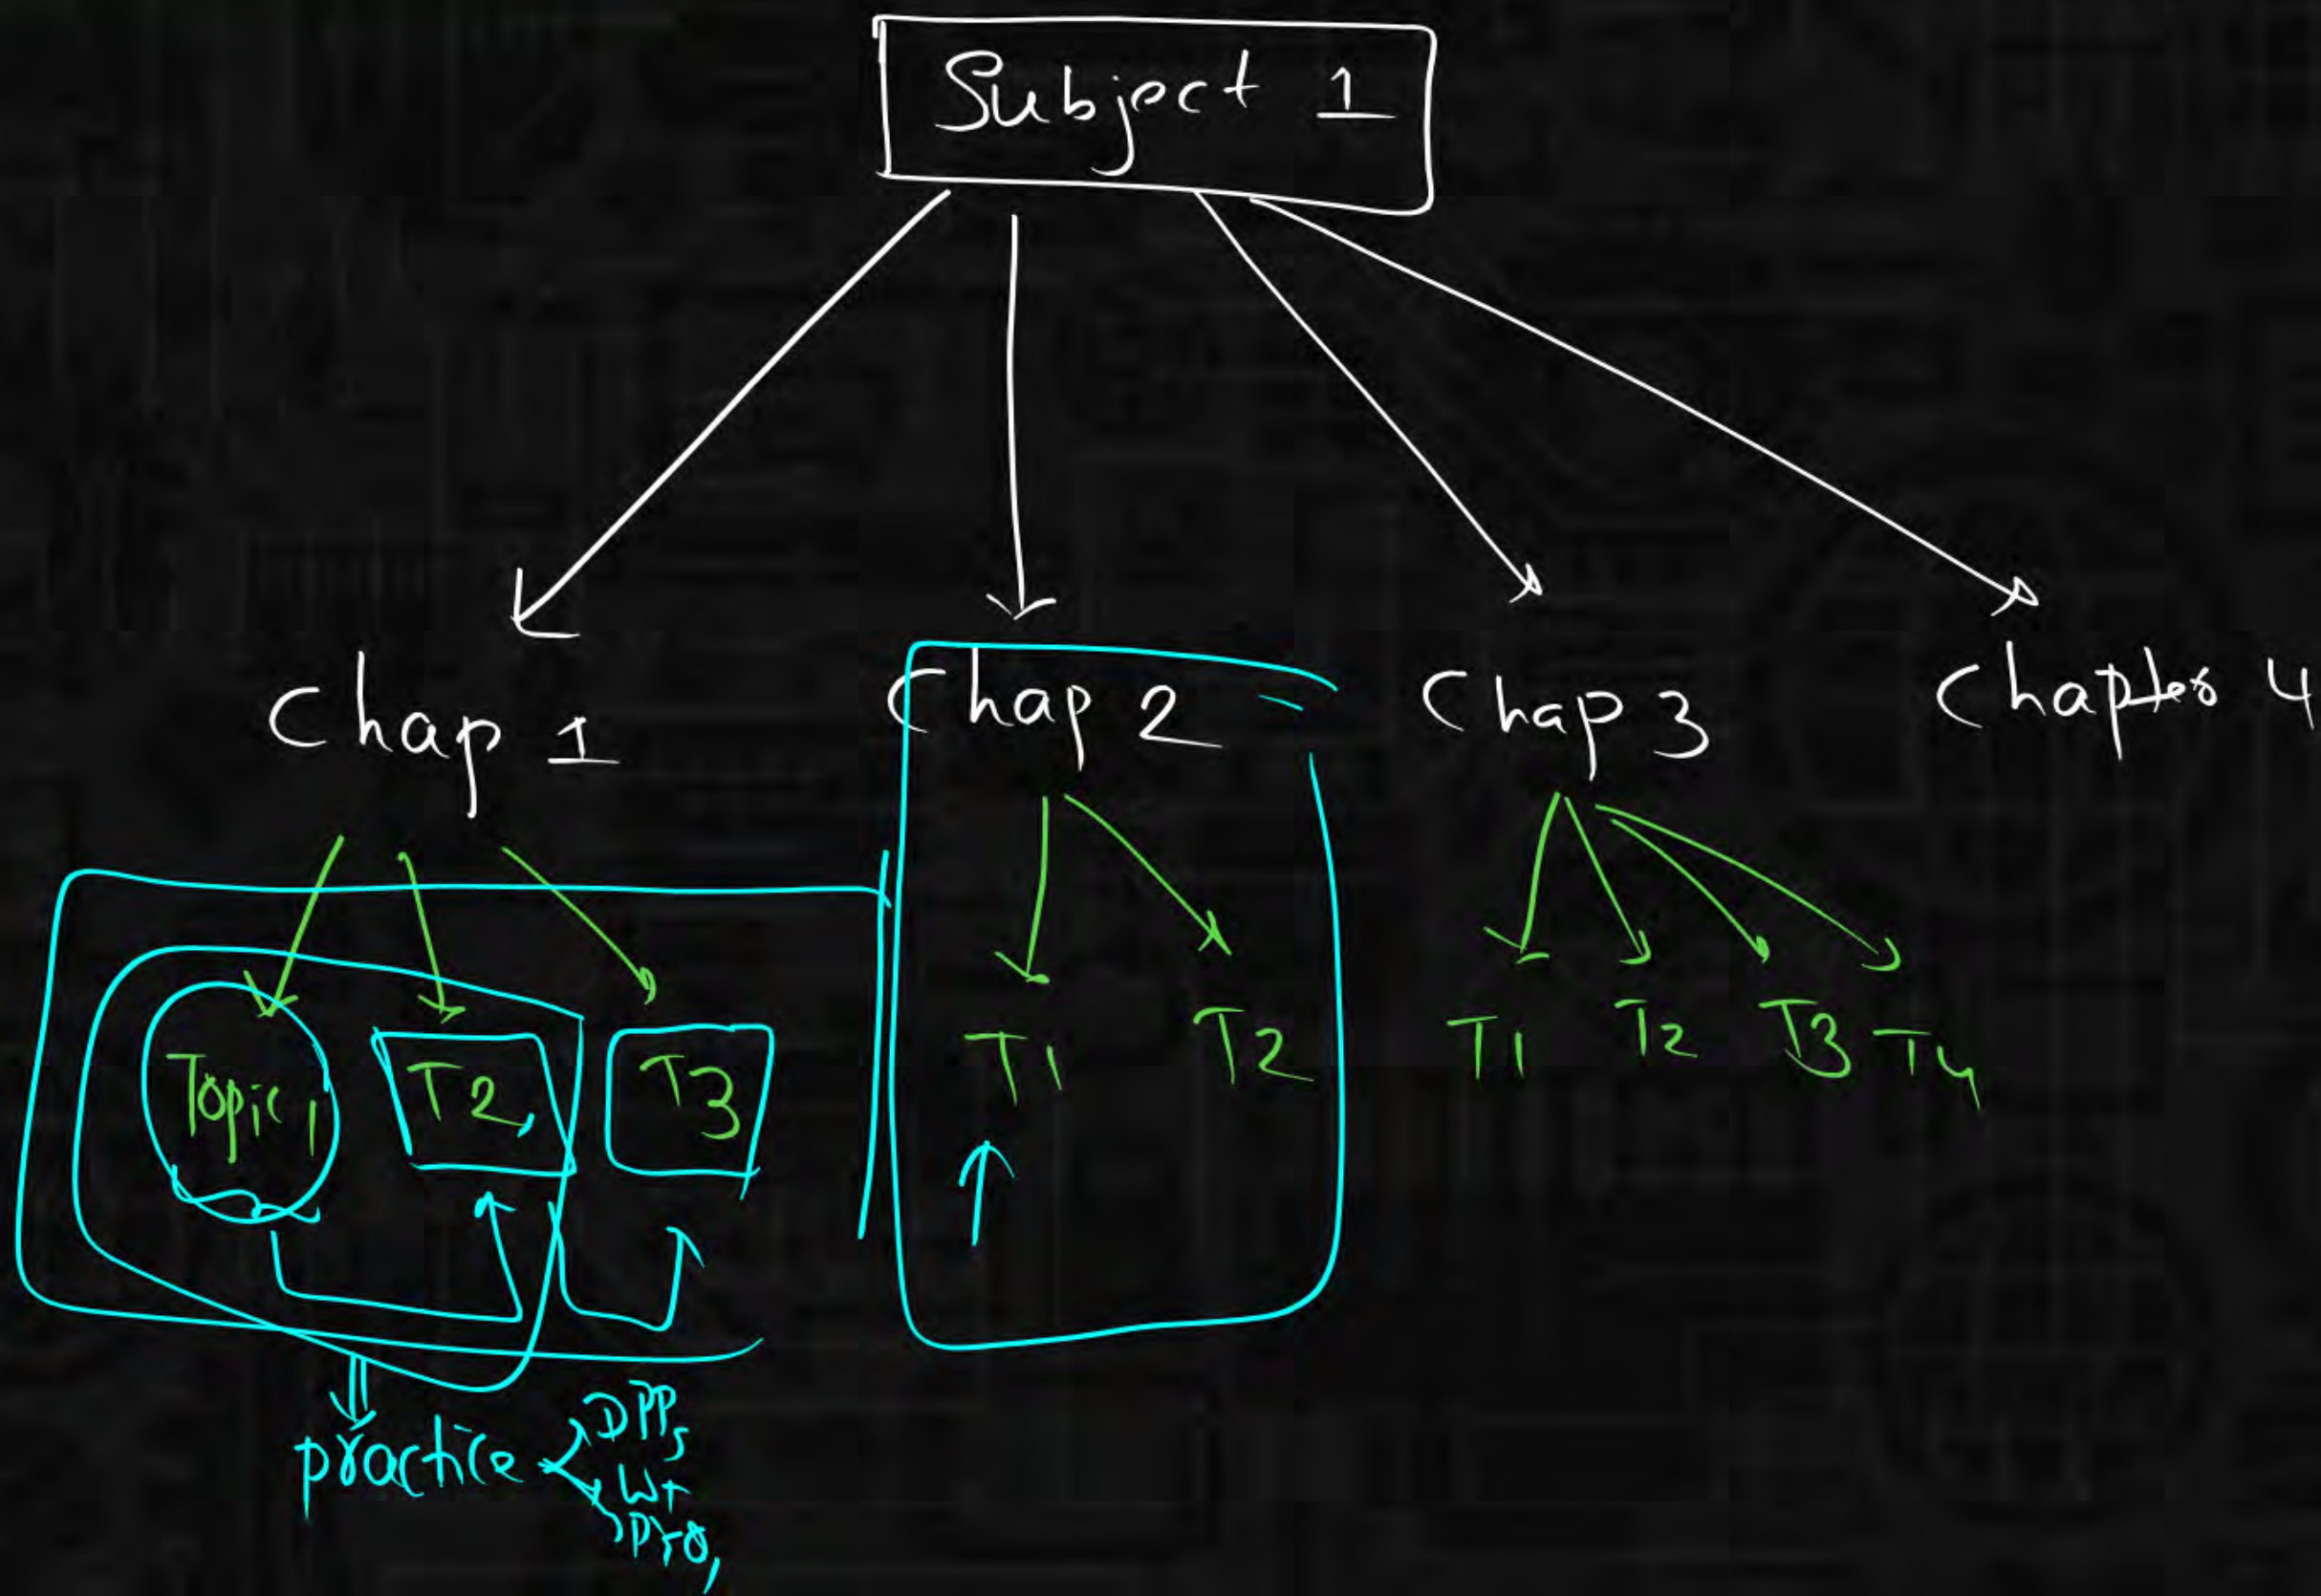 Subject 1
Chap 1 Chap 2 Chap 3 Chapter 4
Topic 1 T2, T3 T1 T2 T1 T2 T3 T4
practice DPPs
WT